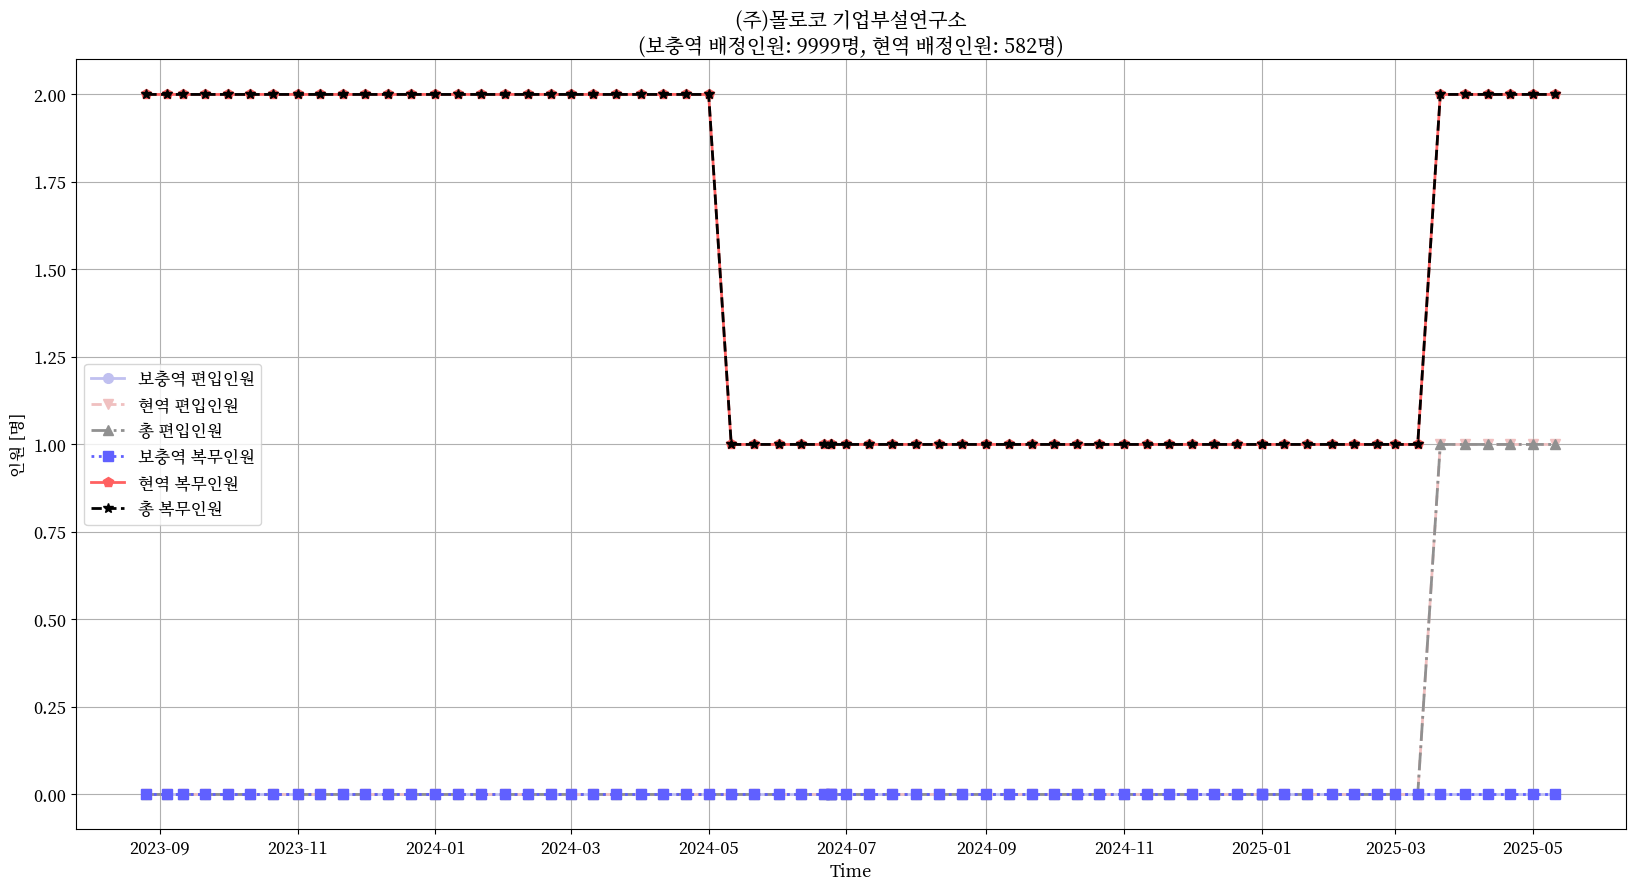 (주)몰로코 기업부설연구소
(보충역 배정인원: 9999명, 현역 배정인원: 582명)
2.00
1.75
1.50
1.25
1.00
0.75
0.50
0.25
0.00
인원 [명]
보충역 편입인원
현역 편입인원
총 편입인원
보충역 복무인원
현역 복무인원
총 복무인원
2023-09
2023-11
2024-01
2024-03
2024-05
2024-07
2024-09
2024-11
2025-01
2025-03
2025-05
Time